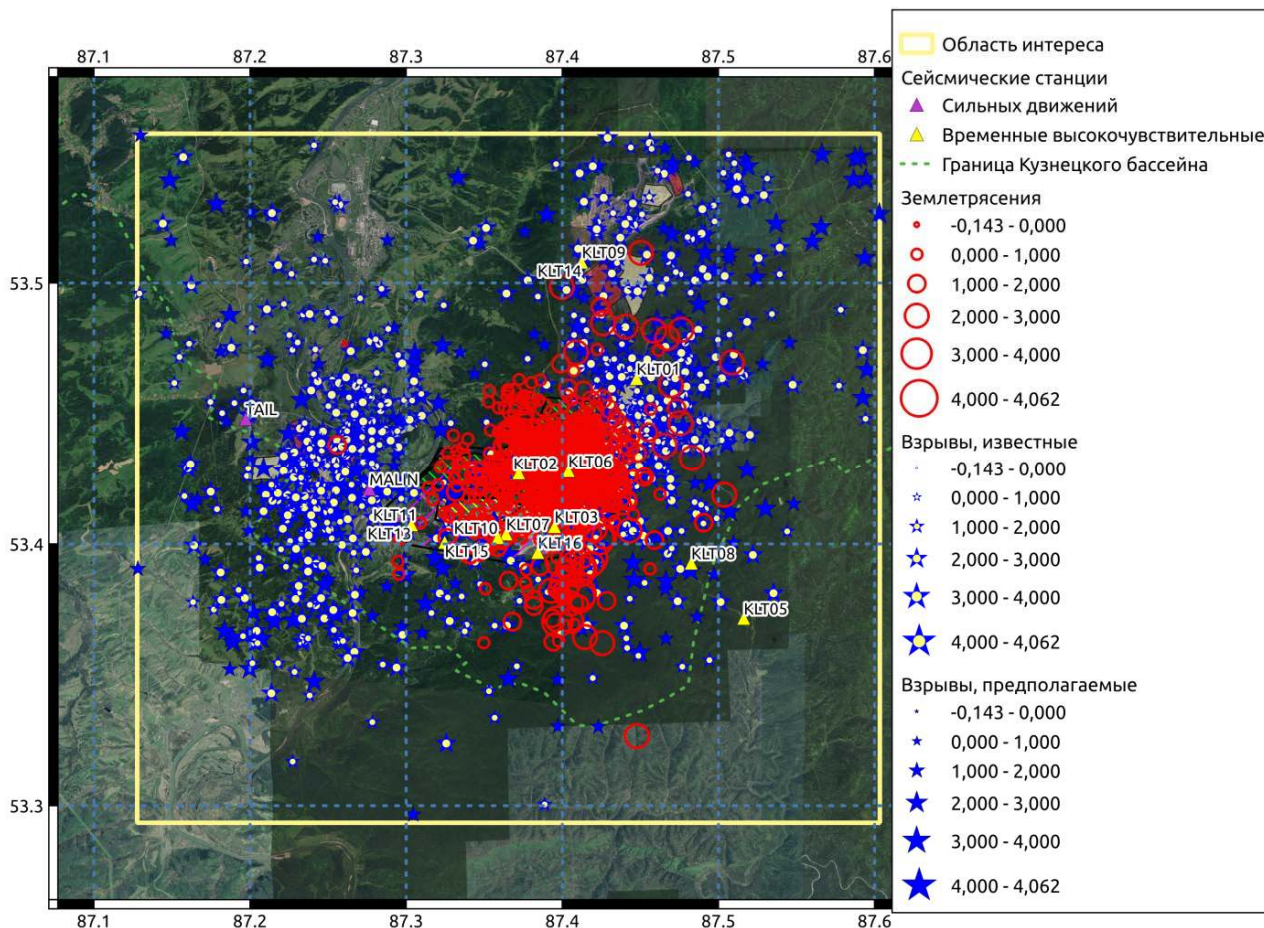 87.1 87.2 87.3 87.4 87.5 87.6
53.5
53.4
53.3
KLT09
KLT14
KLT01
TAIL
KLT02
KLT06
MALIN
KLT11
KLT13
KLT10
KLT07
KLT03
KLT15
KLT16
KLT08
KLT05
87.1 87.2 87.3 87.4 87.5 87.6
Область интереса
Сейсмические станции
Сильных движений
Временные высокочувствительные
Граница Кузнецкого бассейна
Землетрясения
-0,143 - 0,000
0,000 - 1,000
1,000 - 2,000
2,000 - 3,000
3,000 - 4,000
4,000 - 4,062
Взрывы, известные
-0,143 - 0,000
0,000 - 1,000
1,000 - 2,000
2,000 - 3,000
3,000 - 4,000
4,000 - 4,062
Взрывы, предполагаемые
-0,143 - 0,000
0,000 - 1,000
1,000 - 2,000
2,000 - 3,000
3,000 - 4,000
4,000 - 4,062